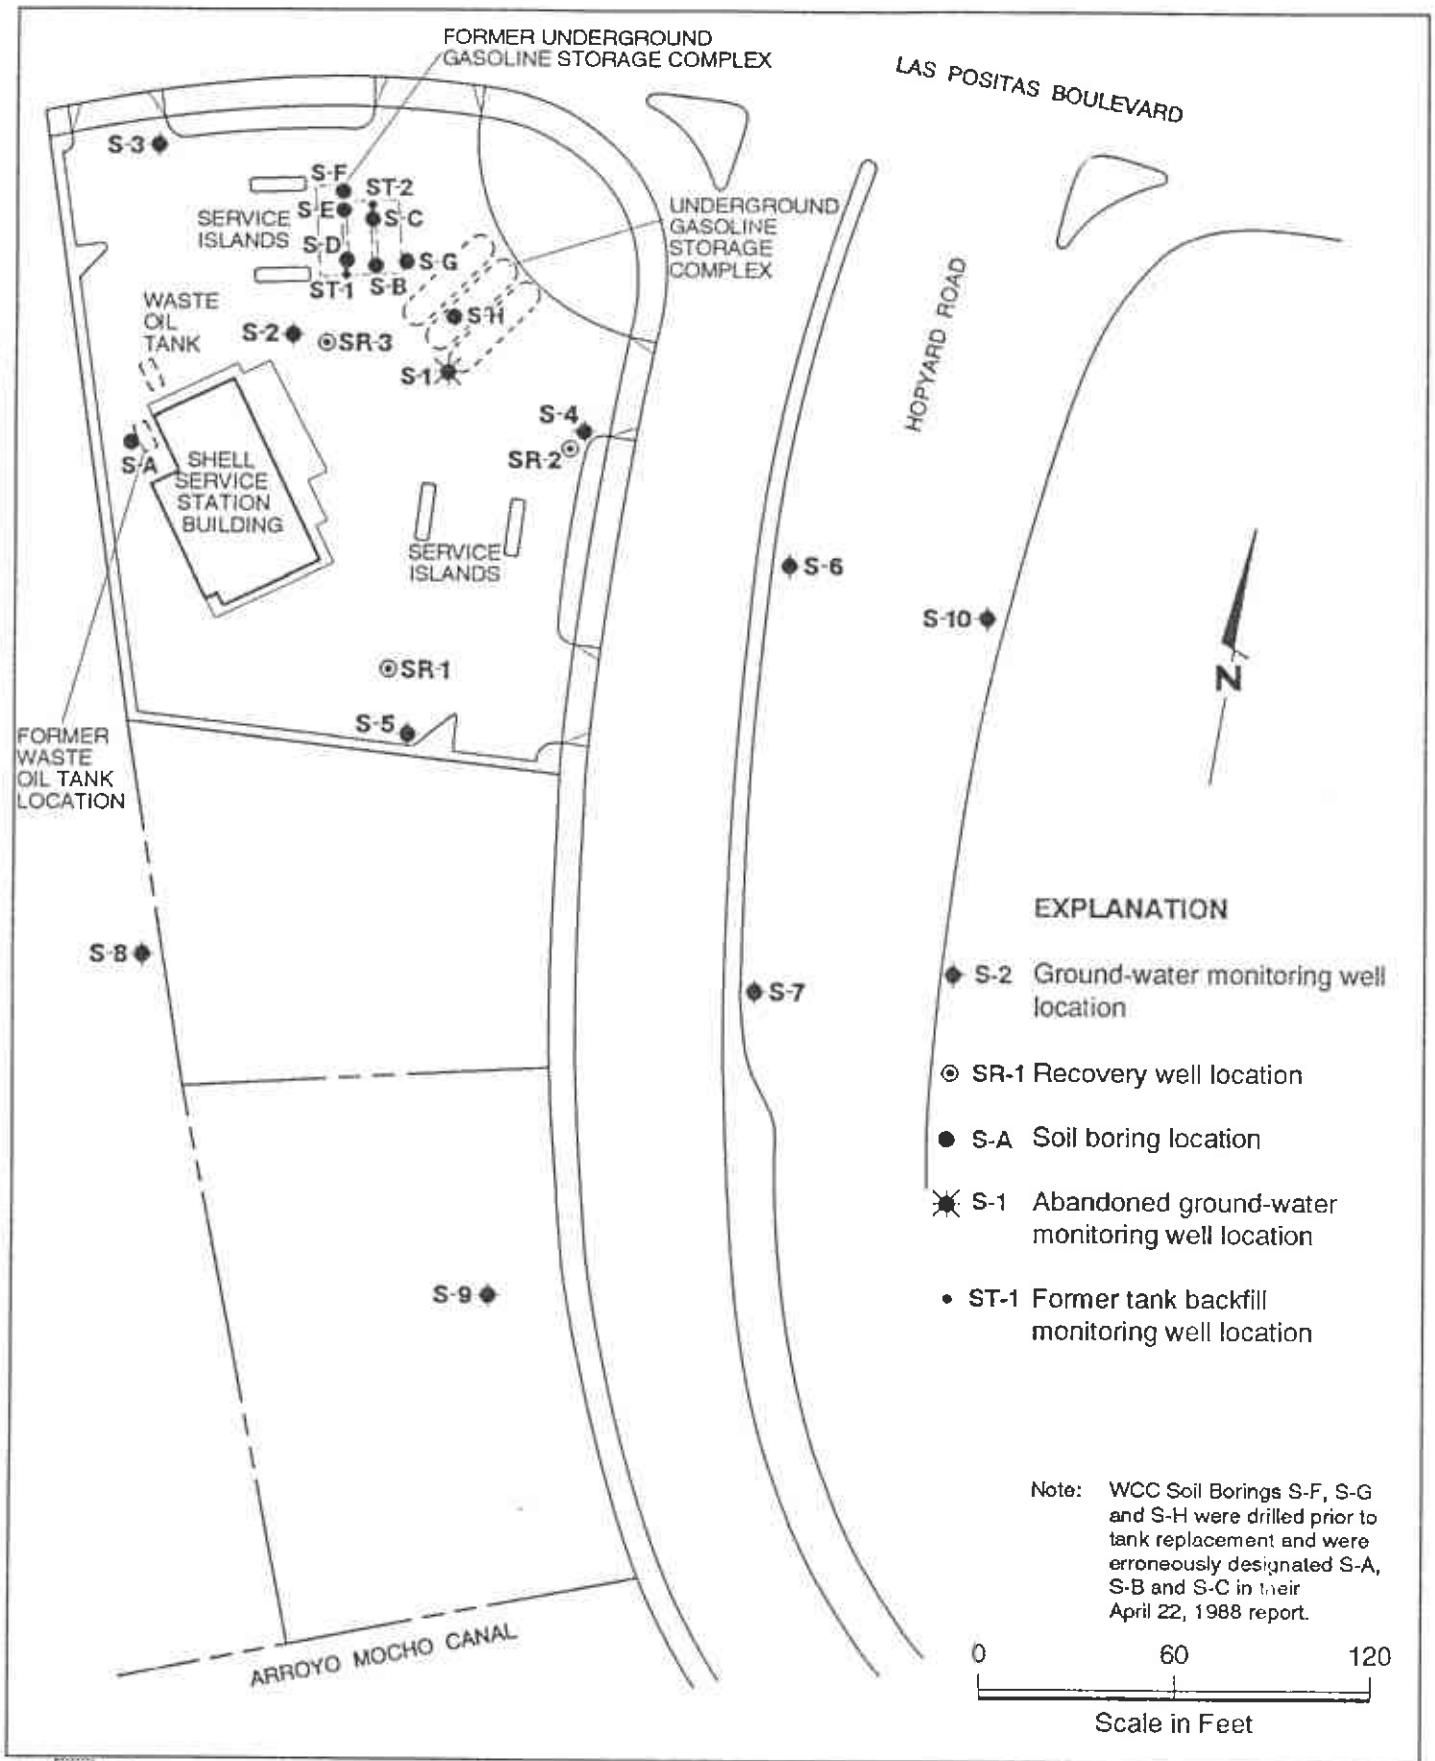 FORMER UNDERGROUND
GASOLINE STORAGE COMPLEX
LAS POSITAS BOULEVARD
S-3
S-F
ST-2
S-E
S-C
SERVICE
ISLANDS
S-D
S-G
ST-1
S-B
UNDERGROUND
GASOLINE
STORAGE
COMPLEX
HOPYARD ROAD
WASTE
OIL
TANK
S-2
SR-3
S-H
S-1
S-4
SR-2
S-A
SHELL
SERVICE
STATION
BUILDING
SERVICE
ISLANDS
S-6
S-10
N
SR-1
S-5
FORMER
WASTE
OIL TANK
LOCATION
S-8
S-7
S-9
ARROYO MOCHO CANAL
EXPLANATION
S-2 Ground-water monitoring well
location
SR-1 Recovery well location
S-A Soil boring location
S-1 Abandoned ground-water
monitoring well location
ST-1 Former tank backfill
monitoring well location
Note: WCC Soil Borings S-F, S-G
and S-H were drilled prior to
tank replacement and were
erroneously designated S-A,
S-B and S-C in their
April 22, 1988 report.
0 60 120
Scale in Feet